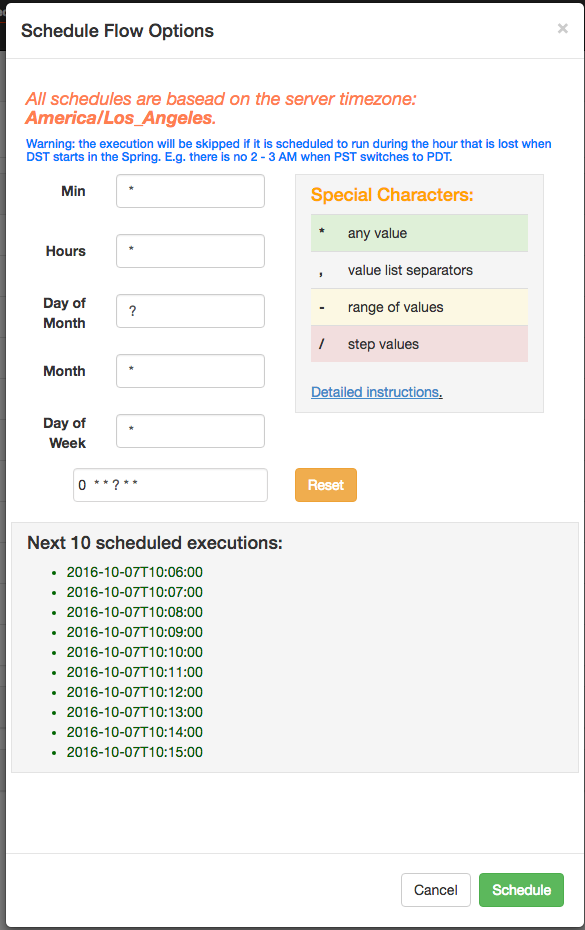 Schedule Flow Options ×
All schedules are basead on the server timezone:
America/Los_Angeles.
Warning: the execution will be skipped if it is scheduled to run during the hour that is lost when
DST starts in the Spring. E.g. there is no 2 - 3 AM when PST switches to PDT.
Min *
Hours *
Day of
Month ?
Month *
Day of
Week *
0 * * ? * *
Special Characters:
* any value
, value list separators
- range of values
/ step values
Detailed instructions.
Reset
Next 10 scheduled executions:
• 2016-10-07T10:06:00
• 2016-10-07T10:07:00
• 2016-10-07T10:08:00
• 2016-10-07T10:09:00
• 2016-10-07T10:10:00
• 2016-10-07T10:11:00
• 2016-10-07T10:12:00
• 2016-10-07T10:13:00
• 2016-10-07T10:14:00
• 2016-10-07T10:15:00
Cancel Schedule